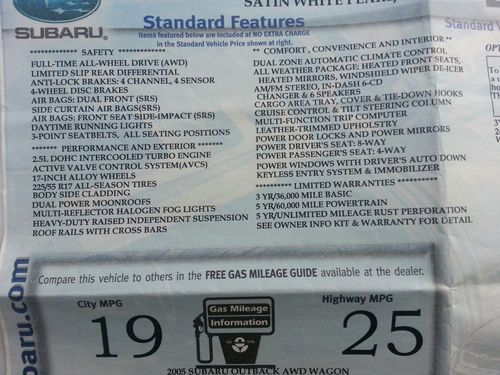 SATIN WHITE PEARL,
SUBARU
Standard Features
Items featured below are included at NO EXTRA CHARGE
in the Standard Vehicle Price shown at right.
************* SAFETY *****************
FULL-TIME ALL-WHEEL DRIVE (AWD)
LIMITED SLIP REAR DIFFERENTIAL
ANTI-LOCK BRAKES: 4 CHANNEL, 4 SENSOR
4-WHEEL DISC BRAKES
AIR BAGS: DUAL FRONT (SRS)
SIDE CURTAIN AIR BAGS(SRS)
AIR BAGS: FRONT SEAT SIDE-IMPACT (SRS)
DAYTIME RUNNING LIGHTS
3-POINT SEATBELTS, ALL SEATING POSITIONS
******** PERFORMANCE AND EXTERIOR *******
2.5L DOHC INTERCOOLED TURBO ENGINE
ACTIVE VALVE CONTROL SYSTEM(AVCS)
17-INCH ALLOY WHEELS
225/55 R17 ALL-SEASON TIRES
BODY SIDE CLADDING
DUAL POWER MOONROOFS
MULTI-REFLECTOR HALOGEN FOG LIGHTS
HEAVY-DUTY RAISED INDEPENDENT SUSPENSION
ROOF RAILS WITH CROSS BARS
** COMFORT , CONVENIENCE AND INTERIOR**
DUAL ZONE AUTOMATIC CLIMATE CONTROL
ALL WEATHER PACKAGE: HEATED FRONT SEATS,
HEATED MIRRORS, WINDSHIELD WIPER DE-ICER
AM/FM STEREO, IN-DASH 6-CD
CHANGER & 6 SPEAKERS
CARGO AREA TRAY, COVER & TIE-DOWN HOOKS
CRUISE CONTROL & TILT STEERING COLUMN
MULTI-FUNCTION TRIP COMPUTER
LEATHER-TRIMMED UPHOLSTRY
POWER DOOR LOCKS AND POWER MIRRORS
POWER DRIVER'S SEAT: 8-WAY
POWER PASSENGER'S SEAT: 4-WAY
POWER WINDOWS WITH DRIVER'S AUTO DOWN
KEYLESS ENTRY SYSTEM & IMMOBILIZER
********** LIMITED WARRANTIES **********
3 YR/36,000 MILE BASIC
5 YR/60,000 MILE POWERTRAIN
5 YR/UNLIMITED MILEAGE RUST PERFORATION
SEE OWNER INFO KIT & WARRANTY FOR DETAIL
Standard V
baru.com
Compare this vehicle to others in the FREE GAS MILEAGE GUIDE available at the dealer.
City MPG
19
Gas Mileage
Information
Highway MPG
25
2005 SUBARU OUTBACK AWD WAGON